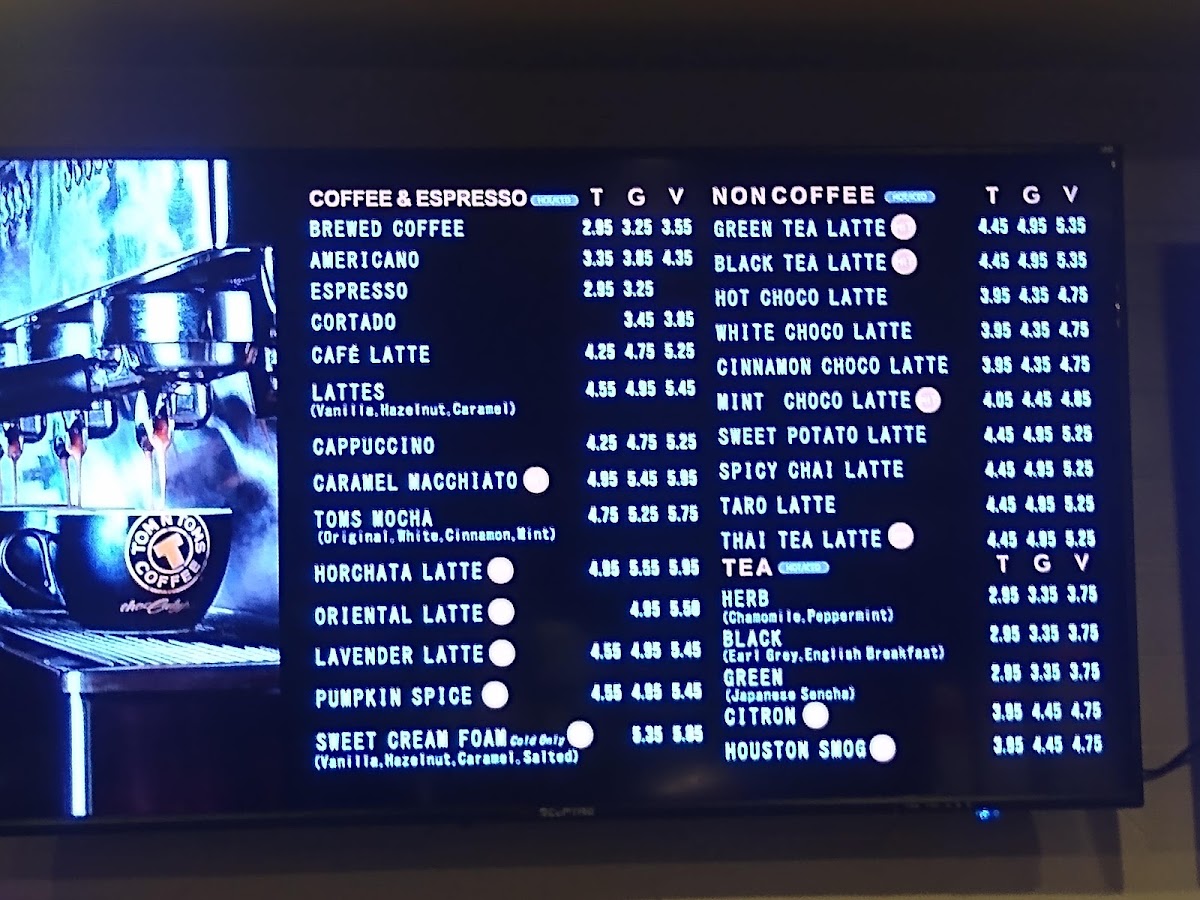 COFFEE & ESPRESSO HOT/ICED T G V
BREWED COFFEE 2.95 3.25 3.55
AMERICANO 3.35 3.85 4.35
ESPRESSO 2.95 3.25
CORTADO 3.45 3.85
CAFÉ LATTE 4.25 4.75 5.25
LATTES 4.55 4.95 5.45
(Vanilla,Hazelnut,Caramel)
CAPPUCCINO 4.25 4.75 5.25
CARAMEL MACCHIATO 4.95 5.45 5.95
TOMS MOCHA 4.75 5.25 5.75
(Original,White,Cinnamon,Mint)
HORCHATA LATTE 4.95 5.55 5.95
ORIENTAL LATTE 4.95 5.50
LAVENDER LATTE 4.55 4.95 5.45
PUMPKIN SPICE 4.55 4.95 5.45
SWEET CREAM FOAM Cold Only 5.35 5.85
(Vanilla,Hazelnut,Caramel,Salted)
NON COFFEE HOT/ICED T G V
GREEN TEA LATTE 4.45 4.95 5.35
BLACK TEA LATTE 4.45 4.95 5.35
HOT CHOCO LATTE 3.95 4.35 4.75
WHITE CHOCO LATTE 3.95 4.35 4.75
CINNAMON CHOCO LATTE 3.95 4.35 4.75
MINT CHOCO LATTE 4.05 4.45 4.85
SWEET POTATO LATTE 4.45 4.95 5.25
SPICY CHAI LATTE 4.45 4.95 5.25
TARO LATTE 4.45 4.95 5.25
THAI TEA LATTE 4.45 4.95 5.25
TEA HOT/ICED T G V
HERB 2.95 3.35 3.75
(Chamomile,Peppermint)
BLACK 2.95 3.35 3.75
(Earl Grey,English Breakfast)
GREEN 2.95 3.35 3.75
(Japanese Sencha)
CITRON 3.95 4.45 4.75
HOUSTON SMOG 3.95 4.45 4.75
TOM N TOMS
T
COFFEE